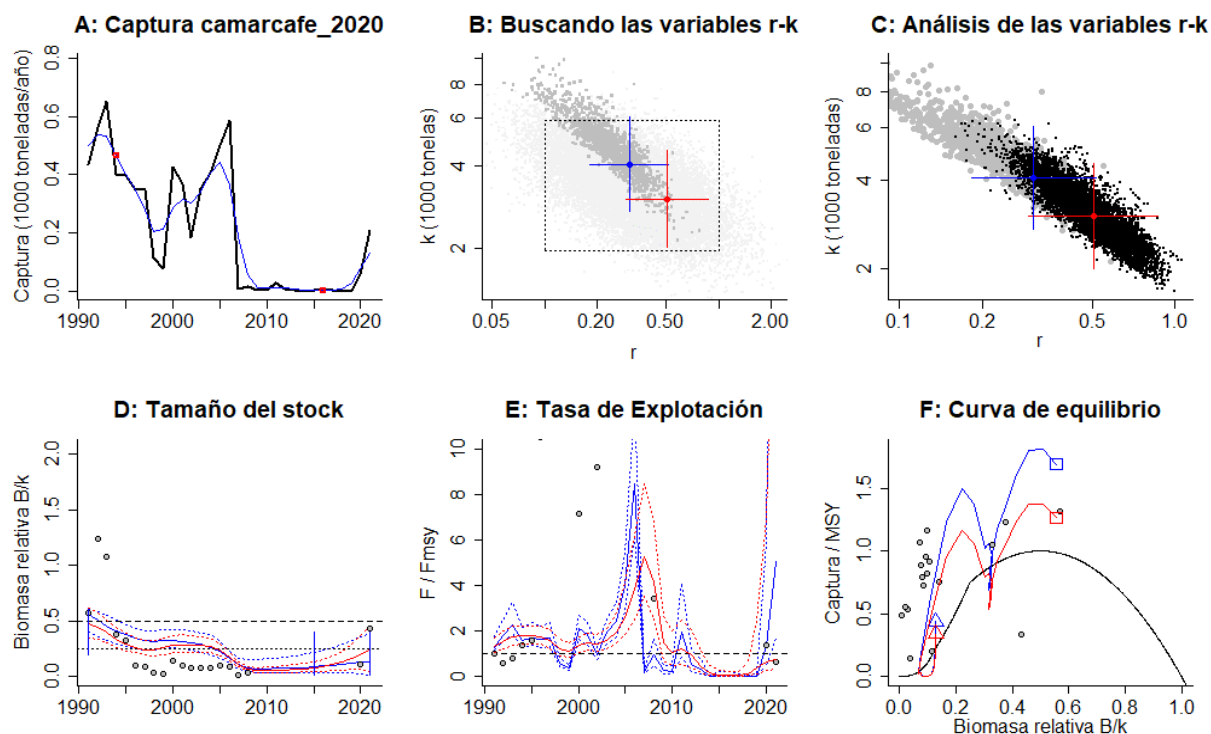 A: Captura camarcafe_2020
Captura (1000 toneladas/año)
0.0 0.2 0.4 0.6 0.8
1990 2000 2010 2020
B: Buscando las variables r-k
k (1000 tonelas)
2 4 6 8
0.05 0.20 0.50 2.00
r
C: Análisis de las variables r-k
k (1000 toneladas)
2 4 6 8
0.1 0.2 0.5 1.0
r
D: Tamaño del stock
Biomasa relativa B/k
0.0 0.5 1.0 1.5 2.0
1990 2000 2010 2020
E: Tasa de Explotación
F / Fmsy
0 2 4 6 8 10
1990 2000 2010 2020
F: Curva de equilibrio
Captura / MSY
0.0 0.5 1.0 1.5
0.0 0.2 0.4 0.6 0.8 1.0
Biomasa relativa B/k